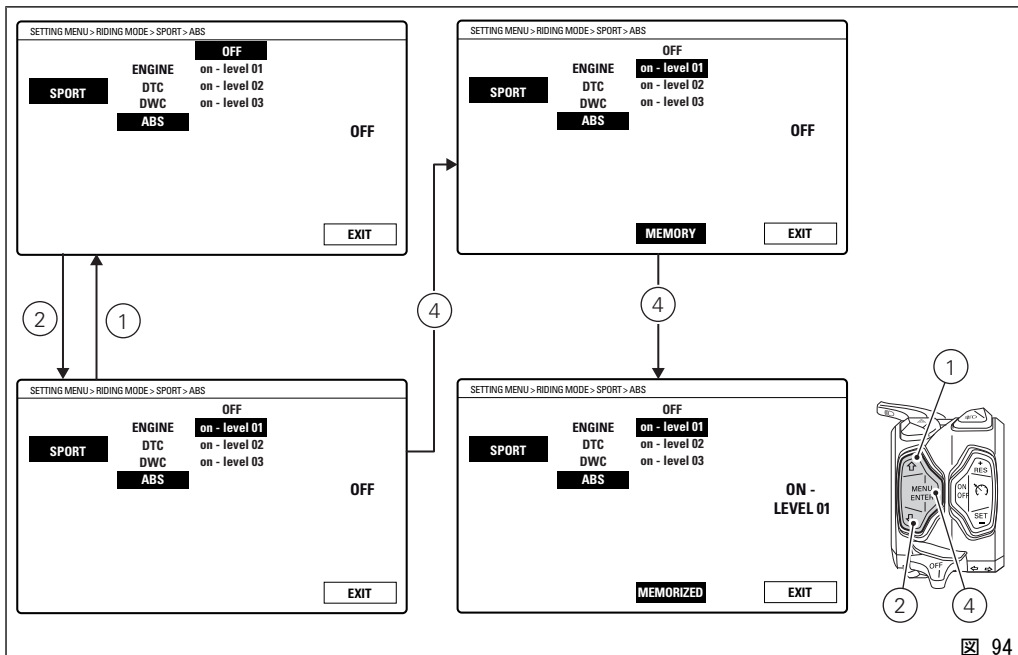 SETTING MENU > RIDING MODE > SPORT > ABS
OFF
ENGINE on - level 01
SPORT DTC on - level 02
DWC on - level 03
ABS
OFF
EXIT
SETTING MENU > RIDING MODE > SPORT > ABS
OFF
ENGINE on - level 01
SPORT DTC on - level 02
DWC on - level 03
ABS
OFF
MEMORY EXIT
2
1
4
4
SETTING MENU > RIDING MODE > SPORT > ABS
OFF
ENGINE on - level 01
SPORT DTC on - level 02
DWC on - level 03
ABS
OFF
EXIT
SETTING MENU > RIDING MODE > SPORT > ABS
OFF
ENGINE on - level 01
SPORT DTC on - level 02
DWC on - level 03
ABS
ON -
LEVEL 01
MEMORIZED EXIT
1
+
RES
MENU
ENTER
ON
OFF
SET
-
OFF
2
4
図 94